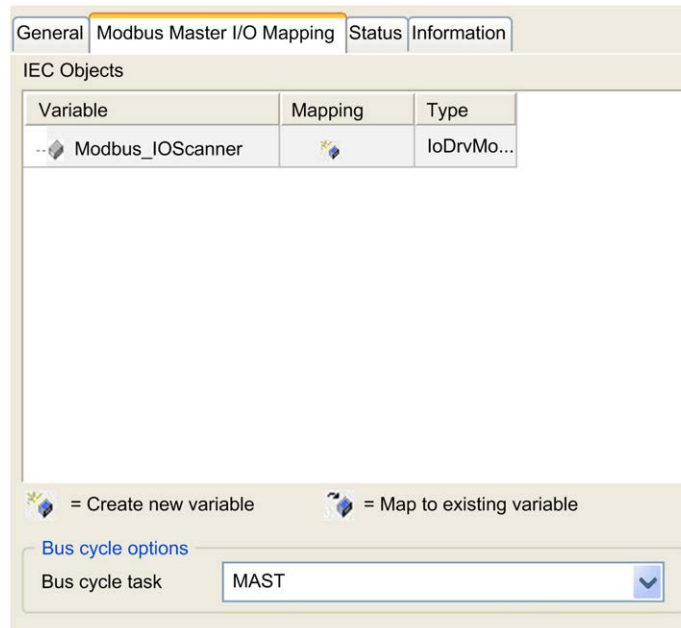 General Modbus Master I/O Mapping Status Information
IEC Objects
Variable Mapping Type
Modbus_IOScanner IoDrvMo...
= Create new variable = Map to existing variable
Bus cycle options
Bus cycle task MAST